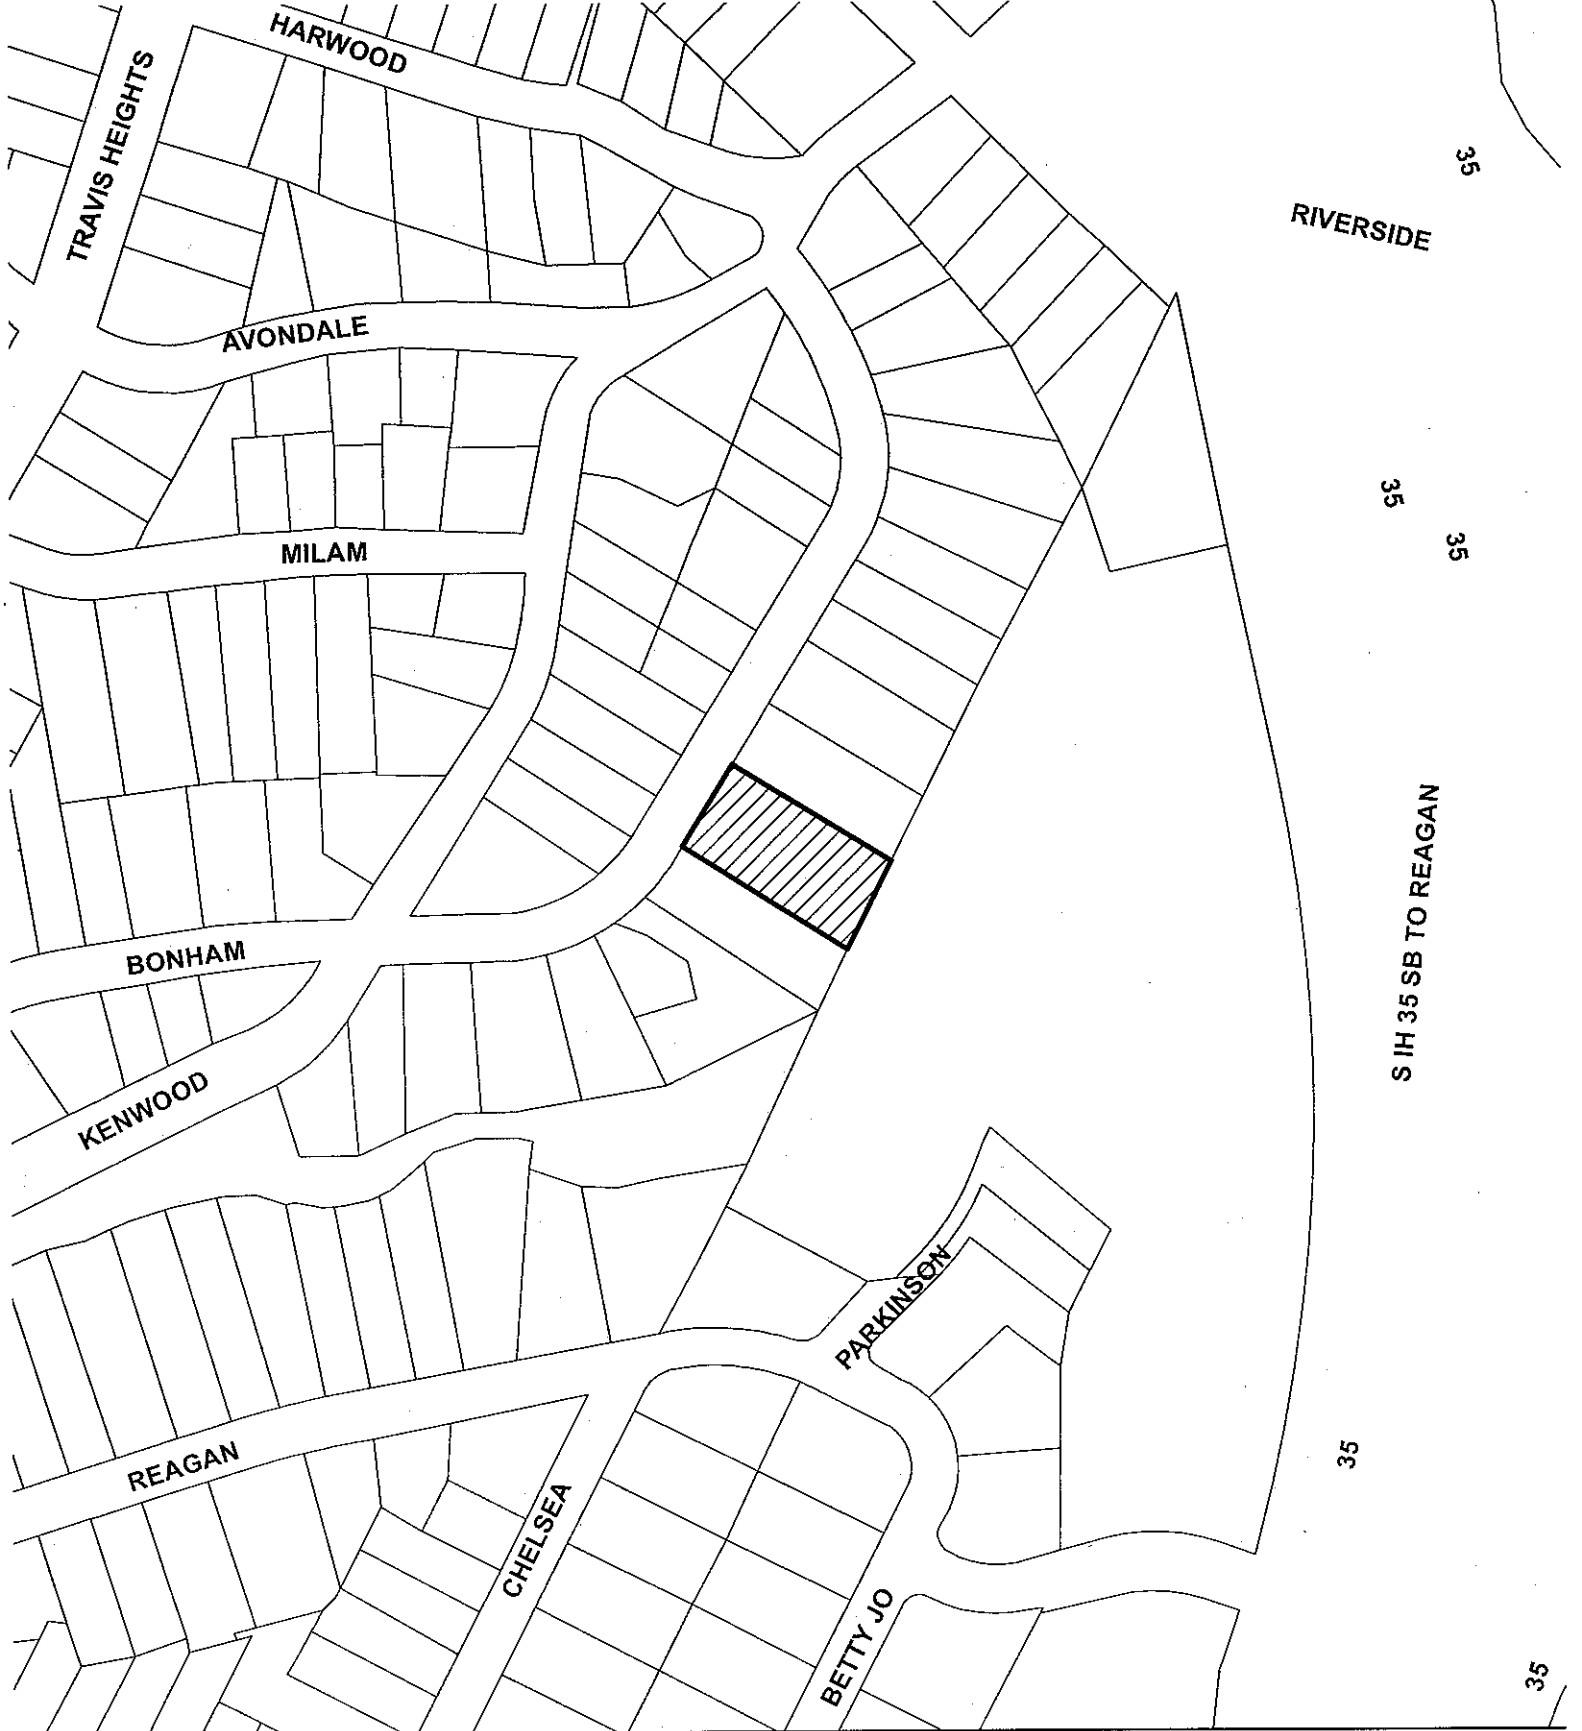 HARWOOD
TRAVIS HEIGHTS
35
RIVERSIDE
AVONDALE
35
35
MILAM
S IH 35 SB TO REAGAN
BONHAM
KENWOOD
PARKINSON
REAGAN
35
CHELSEA
BETTY JO
35